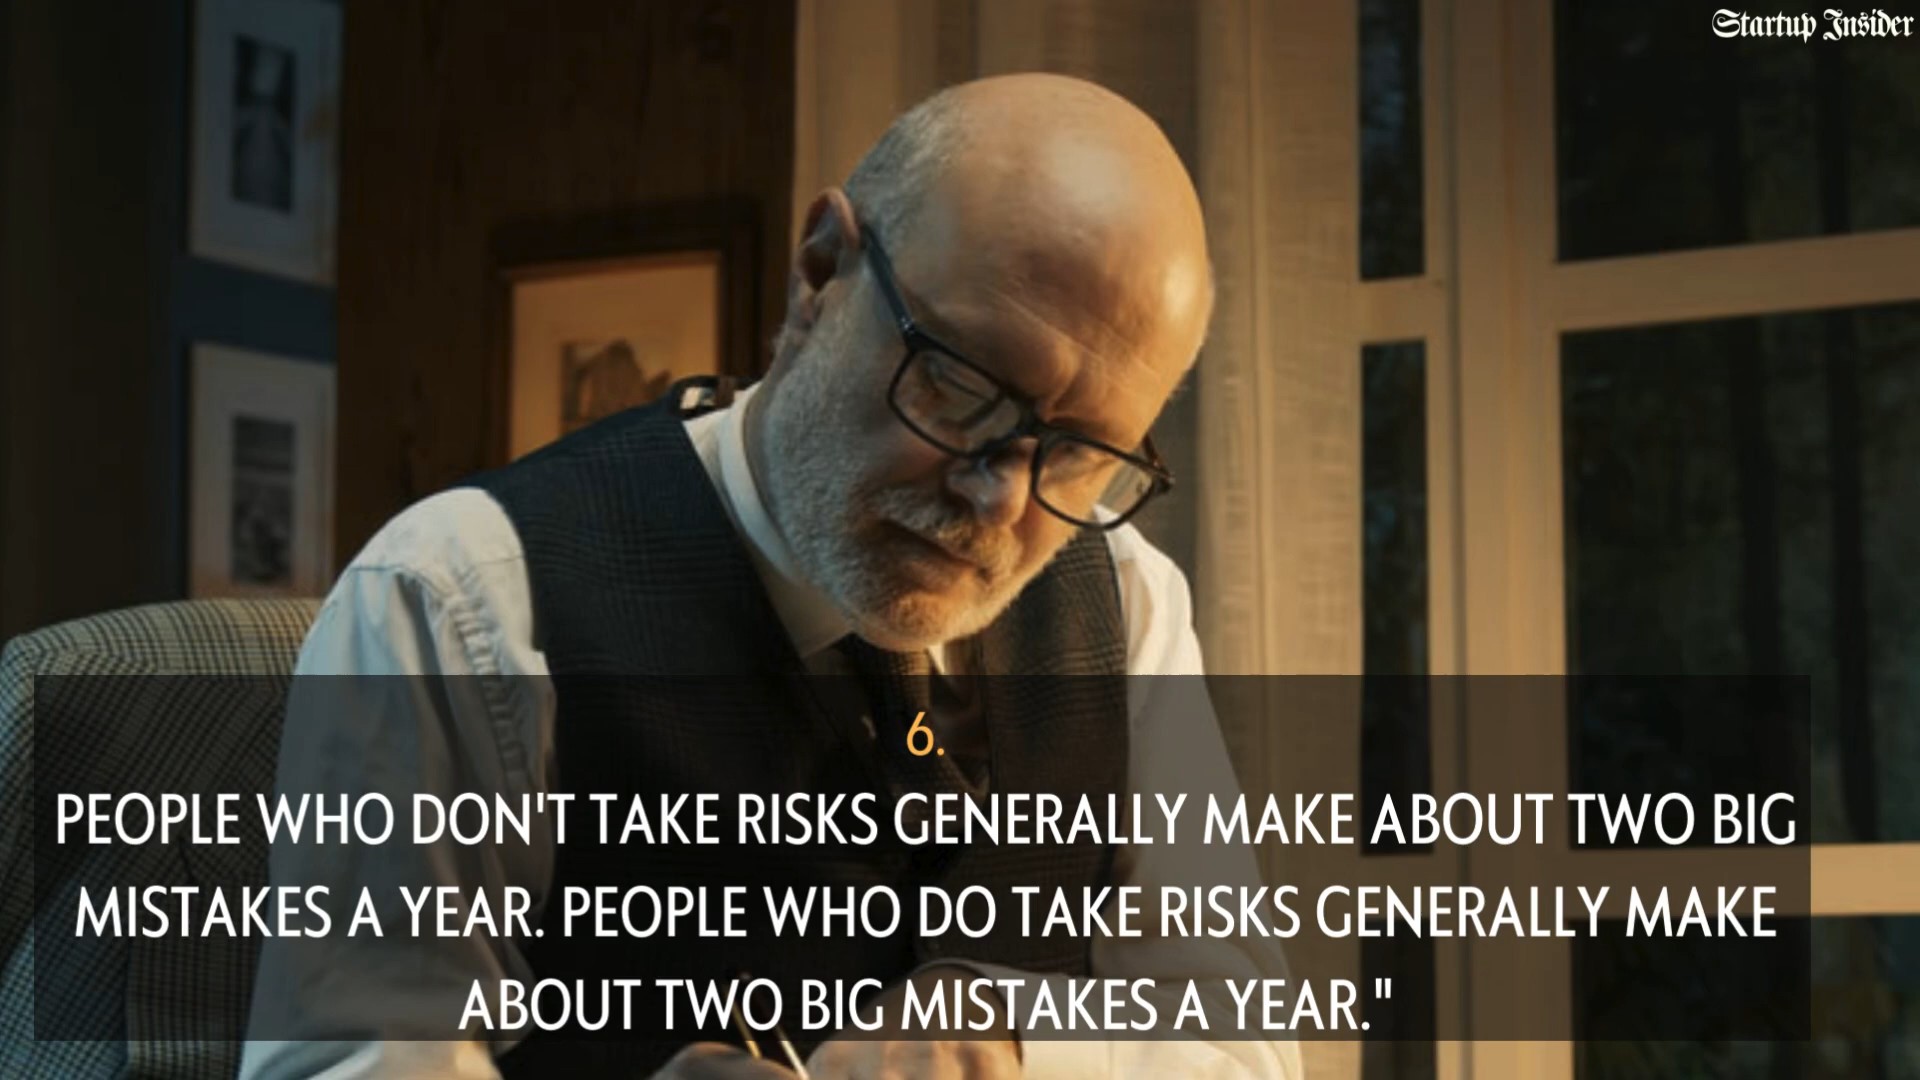 Startup Insider
6.
PEOPLE WHO DON'T TAKE RISKS GENERALLY MAKE ABOUT TWO BIG
MISTAKES A YEAR. PEOPLE WHO DO TAKE RISKS GENERALLY MAKE
ABOUT TWO BIG MISTAKES A YEAR."